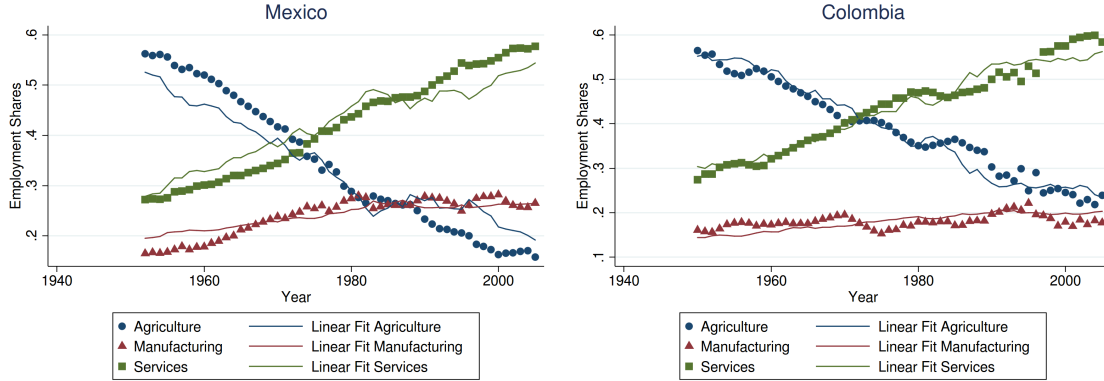 Mexico
Employment Shares
.6
.5
.4
.3
.2
1940
1960
1980
2000
Year
Agriculture
Linear Fit Agriculture
Manufacturing
Linear Fit Manufacturing
Services
Linear Fit Services
Colombia
Employment Shares
.6
.5
.4
.3
.2
.1
1940
1960
1980
2000
Year
Agriculture
Linear Fit Agriculture
Manufacturing
Linear Fit Manufacturing
Services
Linear Fit Services